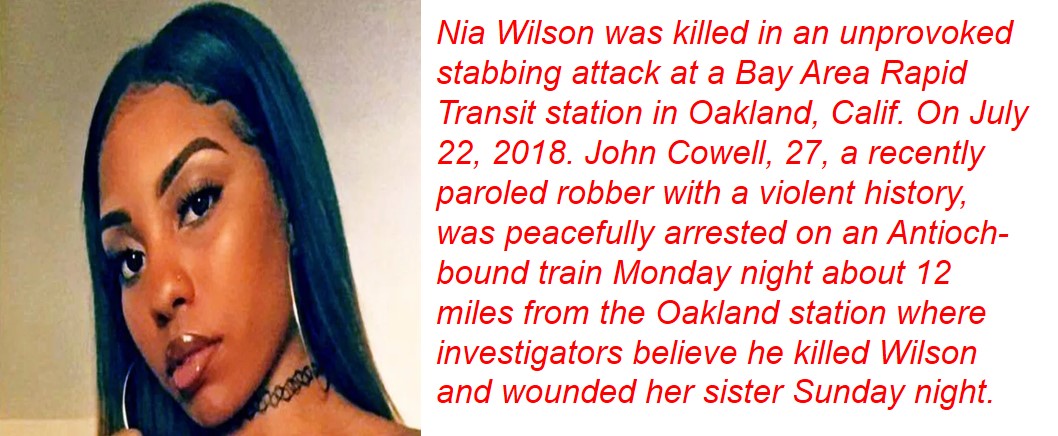 Nia Wilson was killed in an unprovoked
stabbing attack at a Bay Area Rapid
Transit station in Oakland, Calif. On July
22, 2018. John Cowell, 27, a recently
paroled robber with a violent history,
was peacefully arrested on an Antioch-
bound train Monday night about 12
miles from the Oakland station where
investigators believe he killed Wilson
and wounded her sister Sunday night.